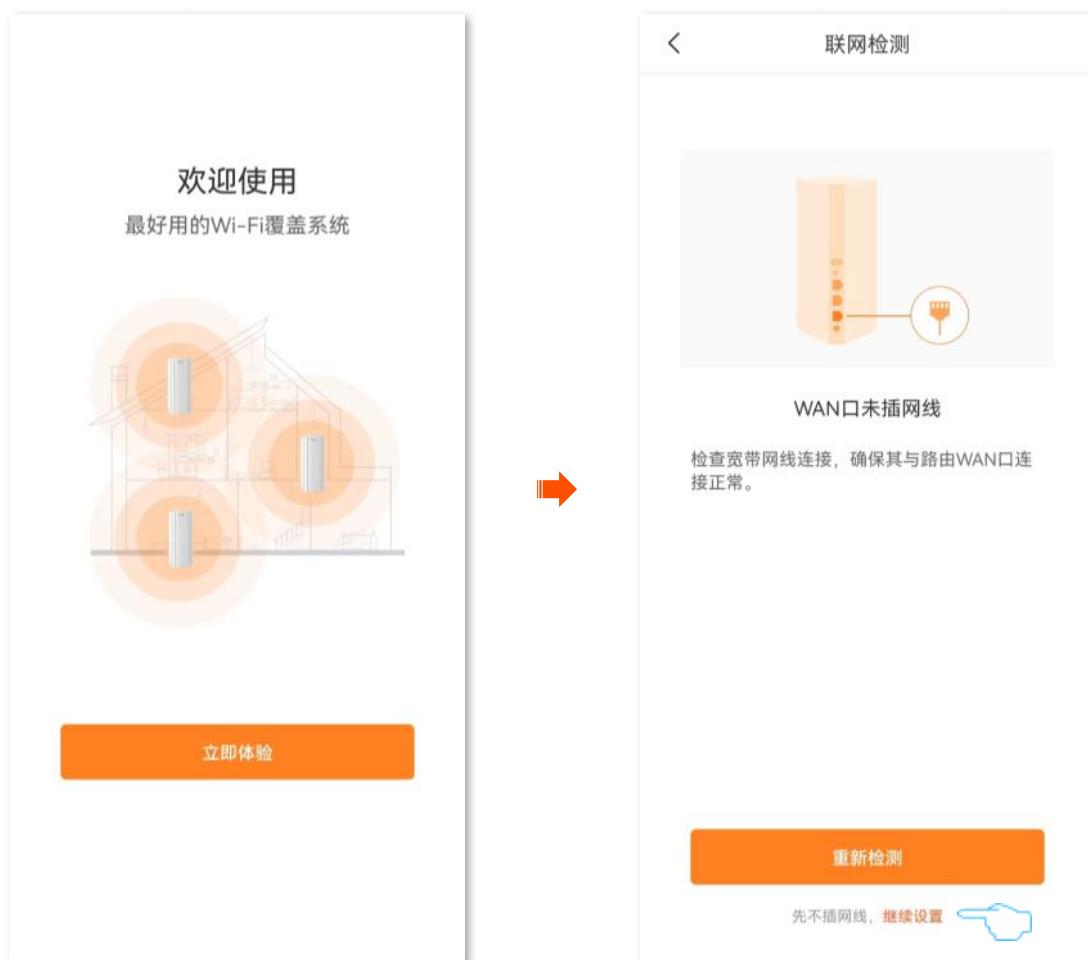 欢迎使用
最好用的Wi-Fi覆盖系统
立即体验
联网检测
WAN口未插网线
检查宽带网线连接，确保其与路由WAN口连
接正常。
重新检测
先不插网线，继续设置